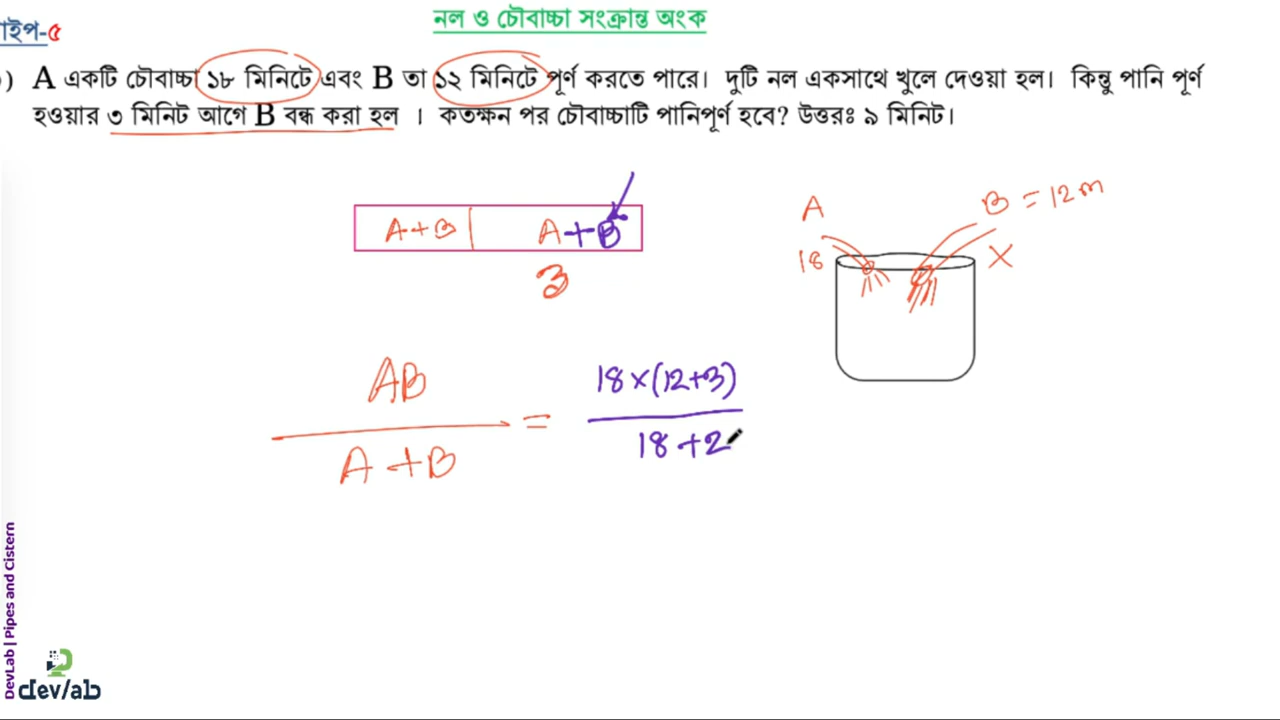 নল ও চৌবাচ্চা সংক্রান্ত অংক
াইপ-৫
) A একটি চৌবাচ্চা ১৮ মিনিটে এবং B তা ১২ মিনিটে পূর্ণ করতে পারে। দুটি নল একসাথে খুলে দেওয়া হল। কিন্তু পানি পূর্ণ
হওয়ার ৩ মিনিট আগে B বন্ধ করা হল । কতক্ষন পর চৌবাচ্চাটি পানিপূর্ণ হবে? উত্তরঃ ৯ মিনিট।
A+B A+B
3
A B = 12m
18 X
AB
A+B
=
18×(12+3)
18+2
DevLab | Pipes and Cistern
dev/ab